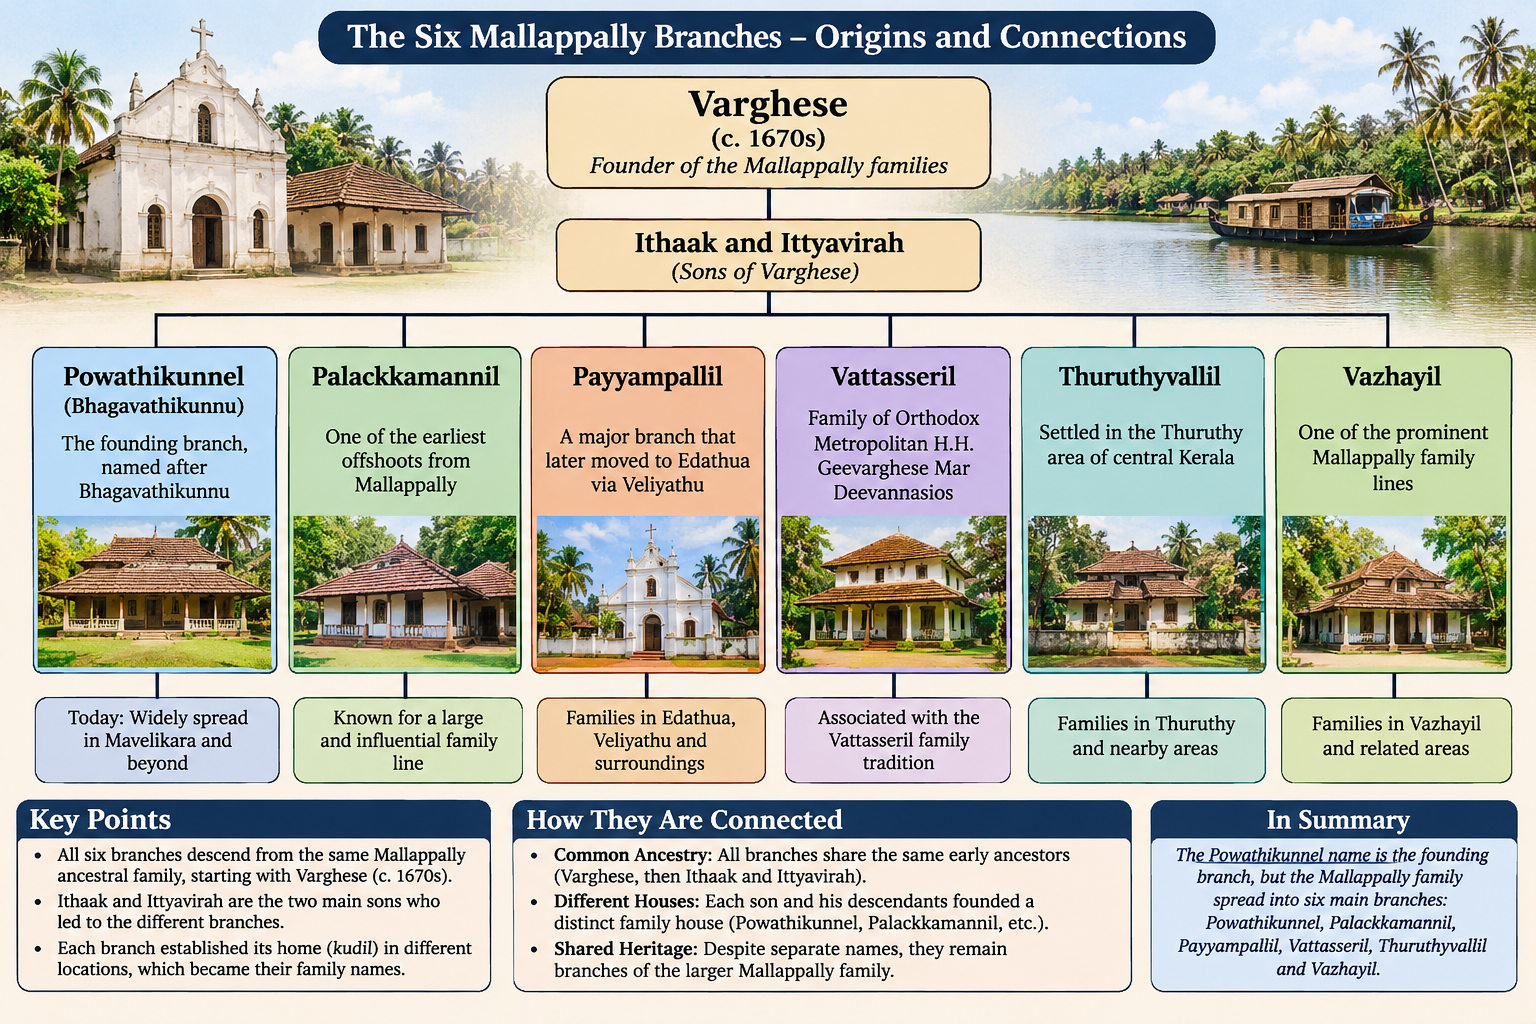 The Six Mallappally Branches – Origins and Connections
Varghese
(c. 1670s)
Founder of the Mallappally families
Ithaak and Ittyavirah
(Sons of Varghese)
Powathikunnel
(Bhagavathikunnu)
The founding branch,
named after
Bhagavathikunnu
Palackkamannil
One of the earliest
offshoots from
Mallappally
Payyampallil
A major branch that
later moved to Edathua
via Veliyathu
Vattasseril
Family of Orthodox
Metropolitan H.H.
Geevarghese Mar
Deevannasios
Thuruthyvallil
Settled in the Thuruthy
area of central Kerala
Vazhayil
One of the prominent
Mallappally family
lines
Today: Widely spread
in Mavelikara and
beyond
Known for a large
and influential family
line
Families in Edathua,
Veliyathu and
surroundings
Associated with the
Vattasseril family
tradition
Families in Thuruthy
and nearby areas
Families in Vazhayil
and related areas
Key Points
• All six branches descend from the same Mallappally
ancestral family, starting with Varghese (c. 1670s).
• Ithaak and Ittyavirah are the two main sons who
led to the different branches.
• Each branch established its home (kudil) in different
locations, which became their family names.
How They Are Connected
• Common Ancestry: All branches share the same early ancestors
(Varghese, then Ithaak and Ittyavirah).
• Different Houses: Each son and his descendants founded a
distinct family house (Powathikunnel, Palackkamannil, etc.).
• Shared Heritage: Despite separate names, they remain
branches of the larger Mallappally family.
In Summary
The Powathikunnel name is the founding
branch, but the Mallappally family
spread into six main branches:
Powathikunnel, Palackkamannil,
Payyampallil, Vattasseril, Thuruthyvallil
and Vazhayil.